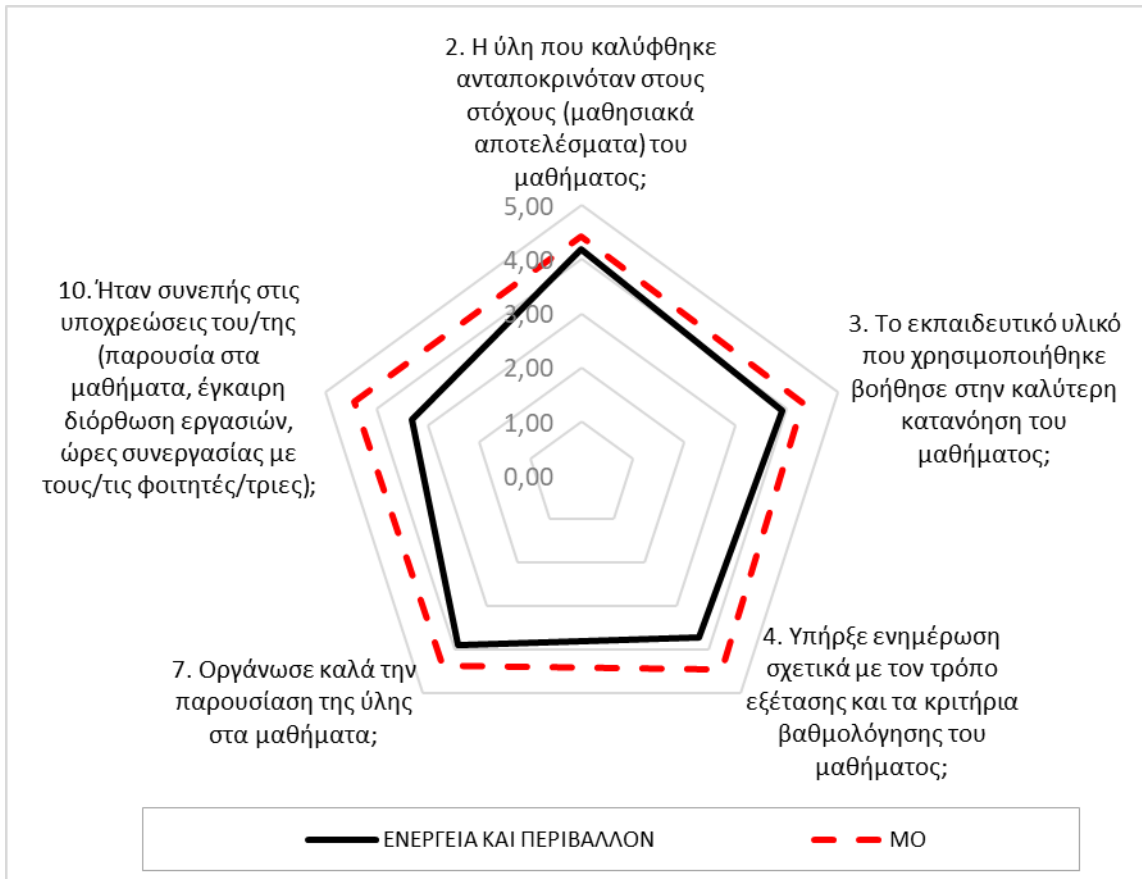 2. Η ύλη που καλύφθηκε
ανταποκρινόταν στους
στόχους (μαθησιακά
αποτελέσματα) του
μαθήματος;
5,00
4,00
3,00
2,00
1,00
0,00
3. Το εκπαιδευτικό υλικό
που χρησιμοποιήθηκε
βοήθησε στην καλύτερη
κατανόηση του
μαθήματος;
4. Υπήρξε ενημέρωση
σχετικά με τον τρόπο
εξέτασης και τα κριτήρια
βαθμολόγησης του
μαθήματος;
7. Οργάνωσε καλά την
παρουσίαση της ύλης
στα μαθήματα;
10. Ήταν συνεπής στις
υποχρεώσεις του/της
(παρουσία στα
μαθήματα, έγκαιρη
διόρθωση εργασιών,
ώρες συνεργασίας με
τους/τις φοιτητές/τριες);
ΕΝΕΡΓΕΙΑ ΚΑΙ ΠΕΡΙΒΑΛΛΟΝ
ΜΟ